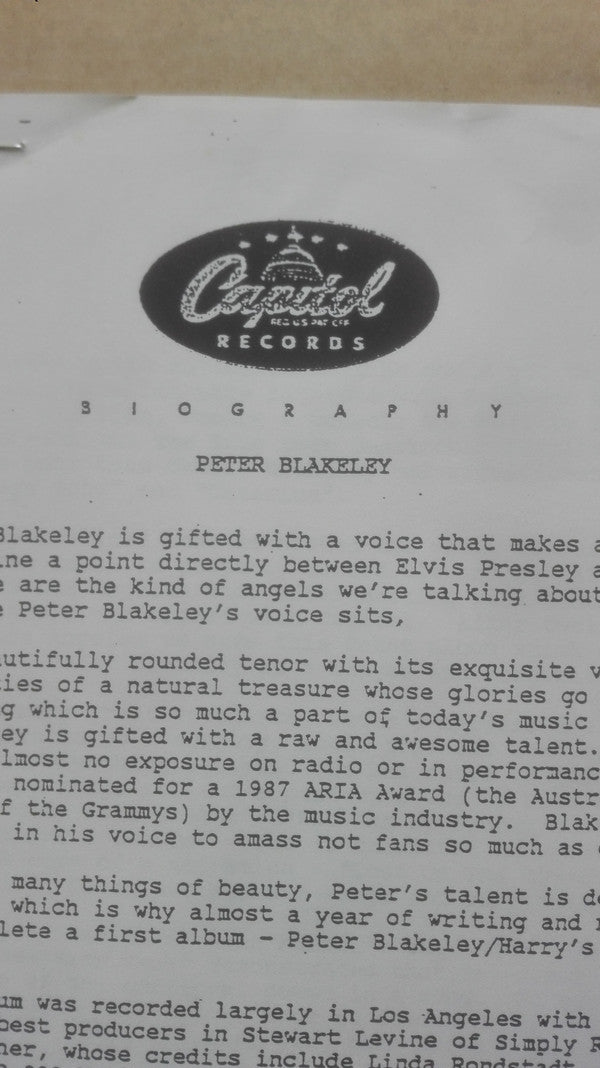 Capitol
REG. U.S. PAT. OFF.
RECORDS
BIOGRAPHY
PETER BLAKELEY
Blakeley is gifted with a voice that makes a
ine a point directly between Elvis Presley a
e are the kind of angels we're talking about
e Peter Blakeley's voice sits,
autifully rounded tenor with its exquisite v
ies of a natural treasure whose glories go
g which is so much a part of today's music
ey is gifted with a raw and awesome talent.
lmost no exposure on radio or in performanc
nominated for a 1987 ARIA Award (the Austr
f the Grammys) by the music industry. Blak
in his voice to amass not fans so much as
many things of beauty, Peter's talent is de
which is why almost a year of writing and r
lete a first album - Peter Blakeley/Harry's
um was recorded largely in Los Angeles with
best producers in Stewart Levine of Simply R
ner, whose credits include Linda Rondstadt